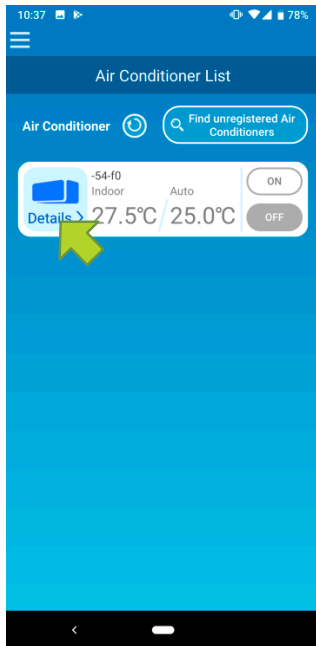 10:37 78%
Air Conditioner List
Air Conditioner
Find unregistered Air
Conditioners
-54-f0
Indoor Auto
27.5℃ 25.0℃
Details >
ON
OFF